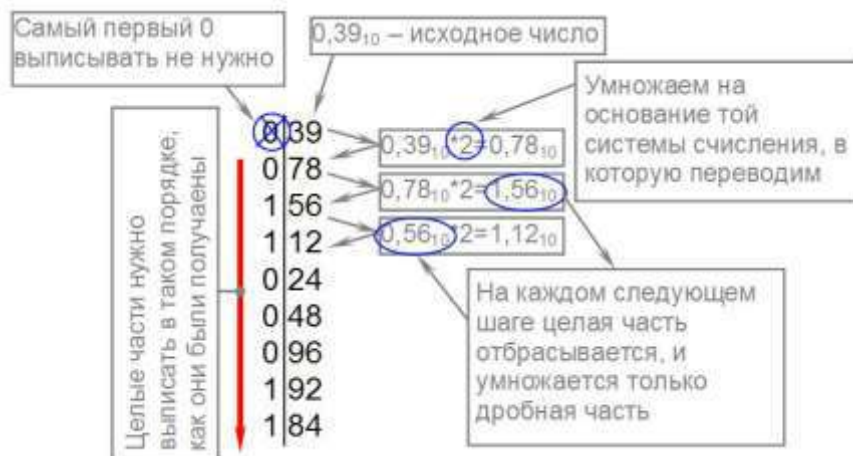 Самый первый 0
выписывать не нужно
0,39₁₀ – исходное число
Умножаем на
основание той
системы счисления, в
которую переводим
Целые части нужно
выписать в таком порядке,
как они были получаены
0 39
0 78
1 56
1 12
0 24
0 48
0 96
1 92
1 84
0,39₁₀*2=0,78₁₀
0,78₁₀*2=1,56₁₀
0,56₁₀*2=1,12₁₀
На каждом следующем
шаге целая часть
отбрасывается, и
умножается только
дробная часть